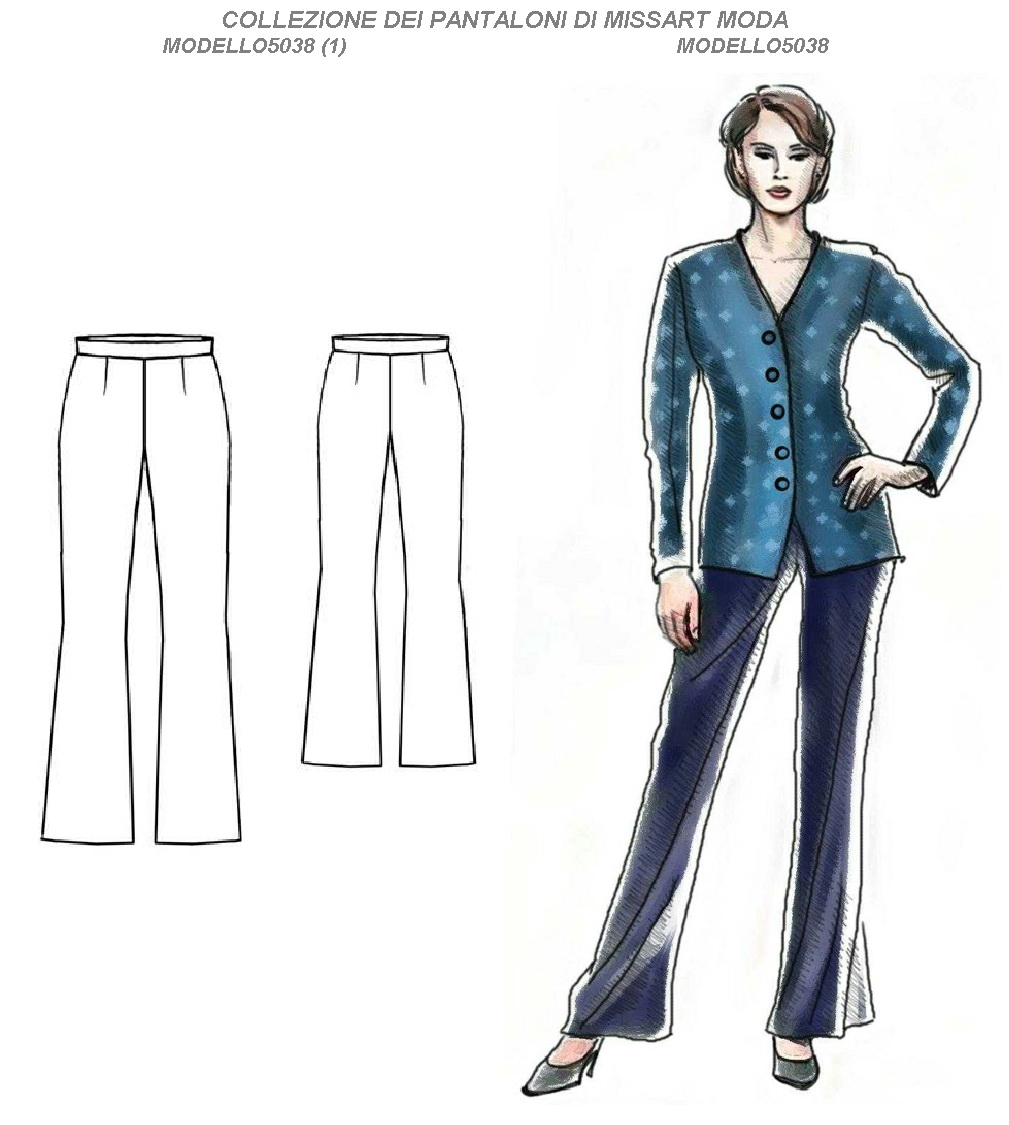 COLLEZIONE DEI PANTALONI DI MISSART MODA
MODELLO5038 (1)
MODELLO5038